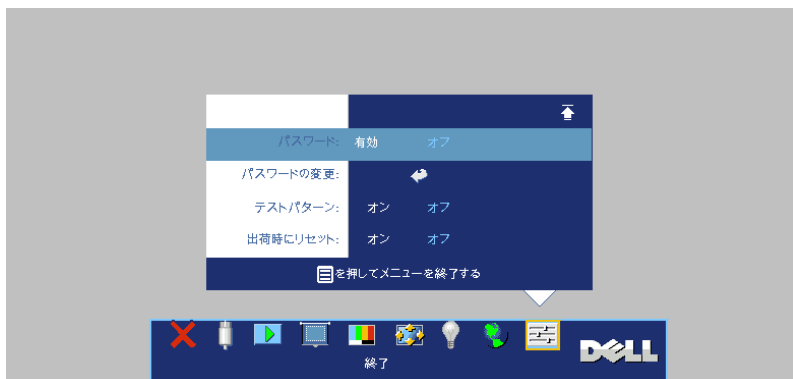 パスワード: 有効 オフ
パスワードの変更:
テストパターン: オン オフ
出荷時にリセット: オン オフ
を押してメニューを終了する
終了
DELL